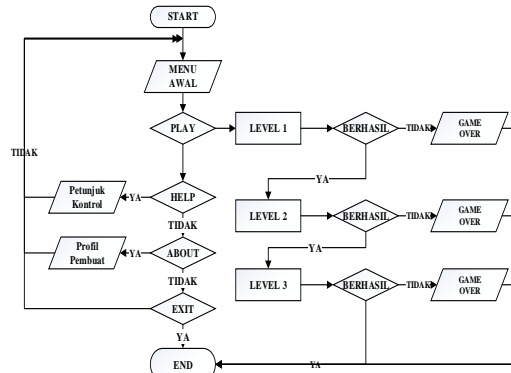 START
MENU
AWAL
PLAY
LEVEL 1
BERHASIL
TIDAK
GAME
OVER
TIDAK
YA
Petunjuk
Kontrol
YA
HELP
LEVEL 2
BERHASIL
TIDAK
GAME
OVER
TIDAK
Profil
Pembuat
YA
ABOUT
YA
TIDAK
LEVEL 3
BERHASIL
TIDAK
GAME
OVER
EXIT
YA
END
YA